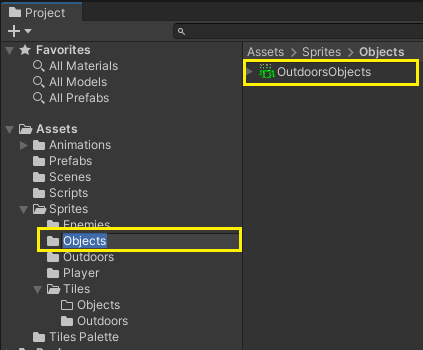 Project
Favorites
All Materials
All Models
All Prefabs
Assets
Animations
Prefabs
Scenes
Scripts
Sprites
Enemies
Objects
Outdoors
Player
Tiles
Objects
Outdoors
Tiles Palette
Assets > Sprites > Objects
OutdoorsObjects